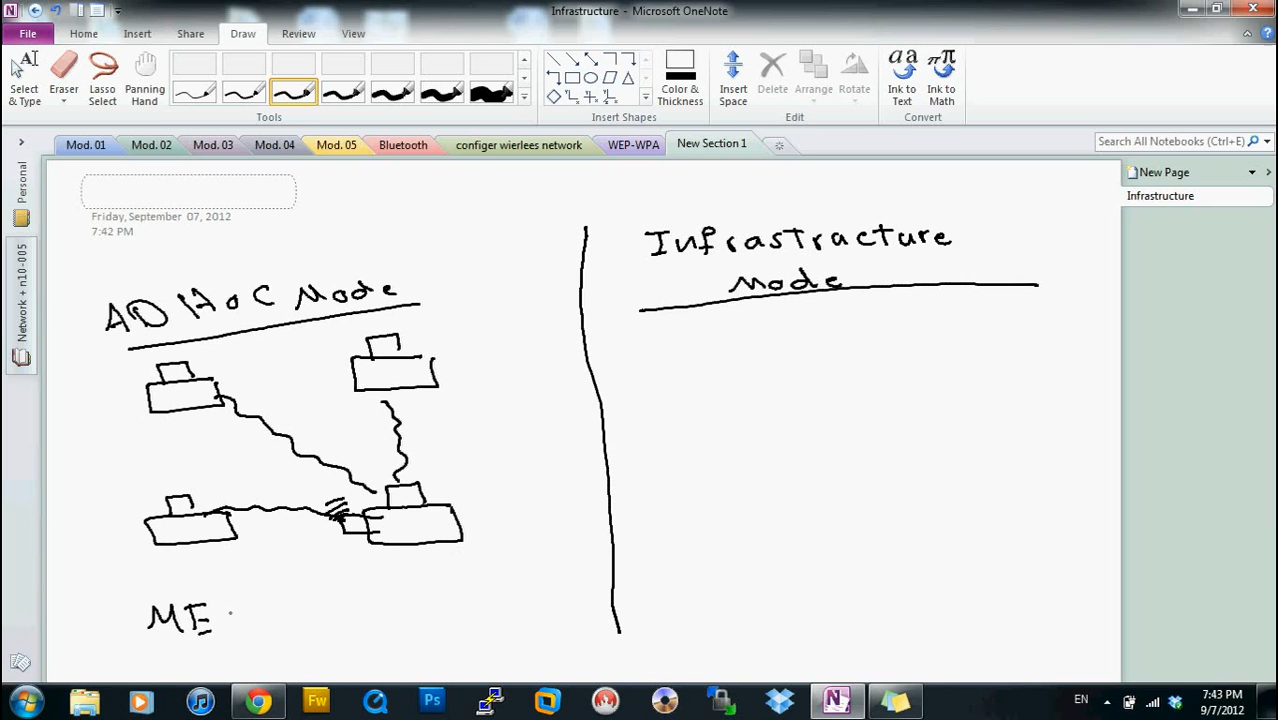 Infrastructure - Microsoft OneNote
File Home Insert Share Draw Review View
Select & Type Eraser Lasso Select Panning Hand Color & Thickness Insert Space Delete Arrange Rotate Ink to Text Ink to Math
Tools Insert Shapes Edit Convert
Mod. 01 Mod. 02 Mod. 03 Mod. 04 Mod. 05 Bluetooth configer wierlees network WEP-WPA New Section 1 Search All Notebooks (Ctrl+E)
New Page
Infrastructure
Personal
Network + n10-005
Friday, September 07, 2012
7:42 PM
AD HoC Mode
ME
Infrastracture
Mode
EN 7:43 PM
9/7/2012